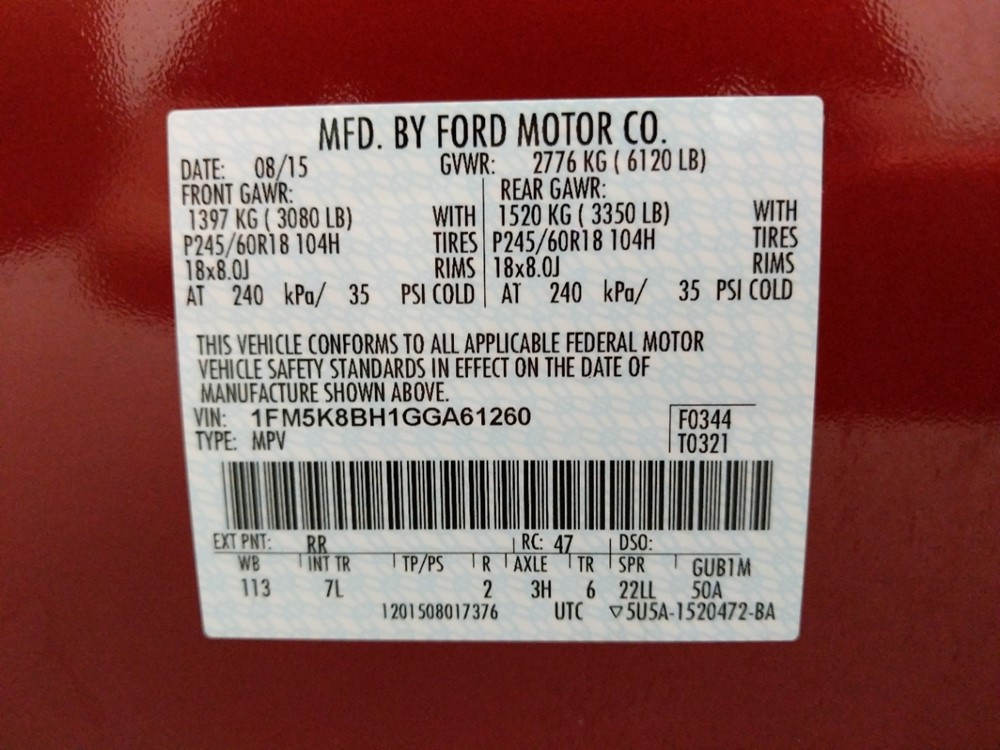 MFD. BY FORD MOTOR CO.
DATE: 08/15 GVWR: 2776 KG ( 6120 LB)
FRONT GAWR: REAR GAWR:
1397 KG ( 3080 LB) WITH 1520 KG ( 3350 LB) WITH
P245/60R18 104H TIRES P245/60R18 104H TIRES
18x8.0J RIMS 18x8.0J RIMS
AT 240 kPa/ 35 PSI COLD AT 240 kPa/ 35 PSI COLD
THIS VEHICLE CONFORMS TO ALL APPLICABLE FEDERAL MOTOR
VEHICLE SAFETY STANDARDS IN EFFECT ON THE DATE OF
MANUFACTURE SHOWN ABOVE.
VIN: 1FM5K8BH1GGA61260 F0344
TYPE: MPV T0321
EXT PNT: RR RC: 47 DSO:
WB INT TR TP/PS R AXLE TR SPR GUB1M
113 7L 2 3H 6 22LL 50A
1201508017376 UTC ▽5U5A-1520472-BA